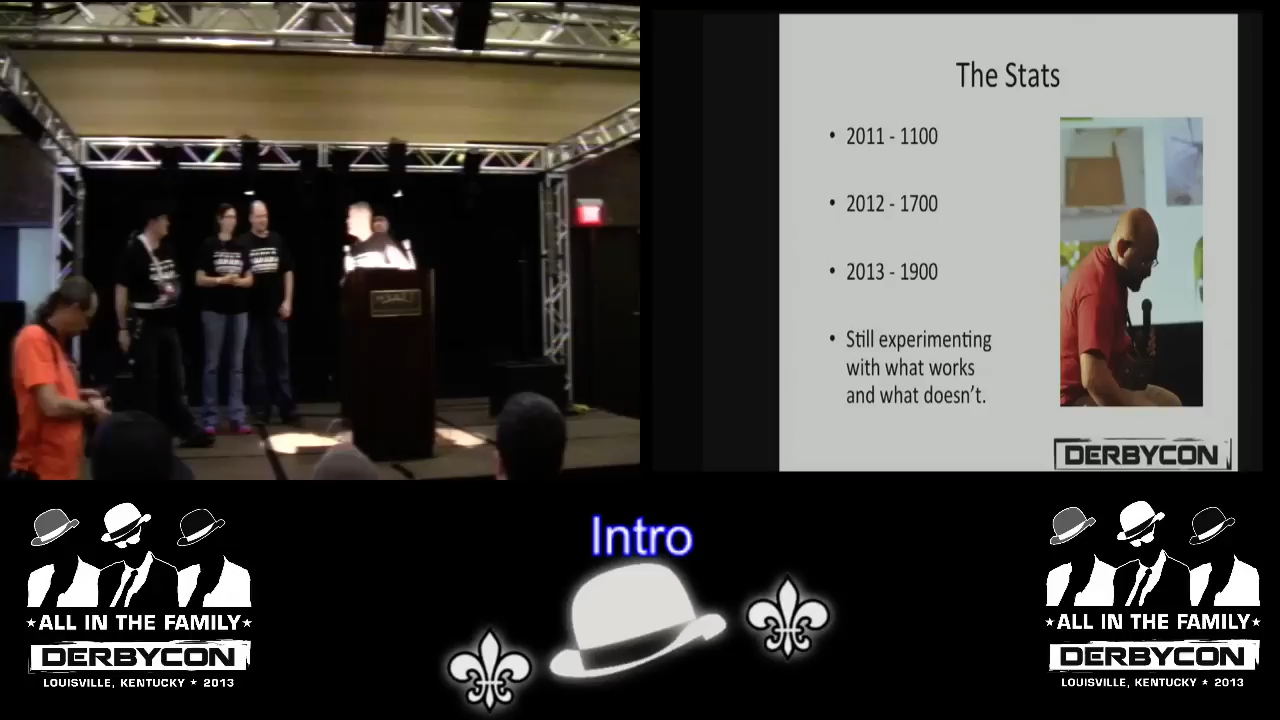 The Stats
• 2011 - 1100
• 2012 - 1700
• 2013 - 1900
• Still experimenting
with what works
and what doesn't.
DERBYCON
Intro
★ALL IN THE FAMILY★
DERBYCON
LOUISVILLE, KENTUCKY ★ 2013
★ALL IN THE FAMILY★
DERBYCON
LOUISVILLE, KENTUCKY ★ 2013